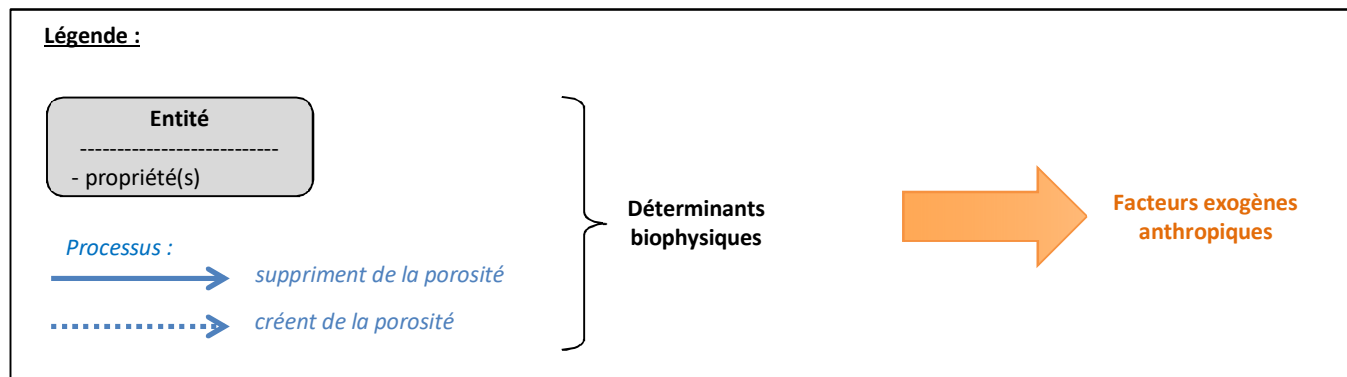 Légende :
Entité
---------------------------
- propriété(s)
Processus :
suppriment de la porosité
créent de la porosité
Déterminants
biophysiques
Facteurs exogènes
anthropiques